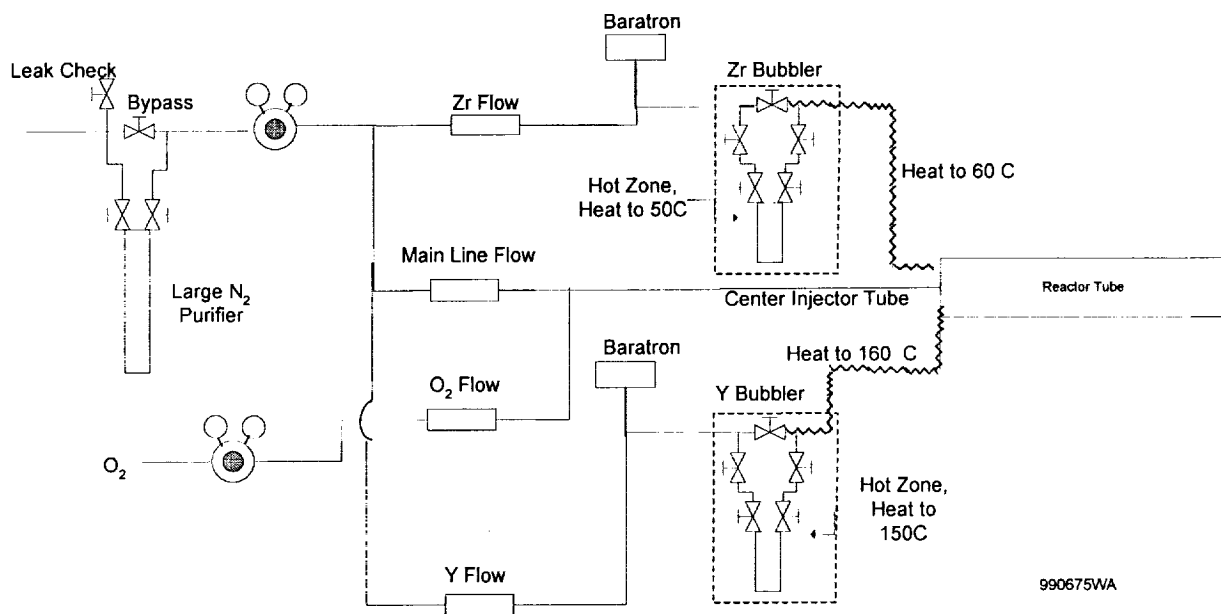 Baratron
Leak Check
Bypass
Zr Flow
Zr Bubbler
Heat to 60 C
Hot Zone,
Heat to 50C
Main Line Flow
Large N₂
Purifier
Center Injector Tube
Reactor Tube
Baratron
Heat to 160 C
O₂ Flow
Y Bubbler
O₂
Hot Zone,
Heat to
150C
Y Flow
990675WA